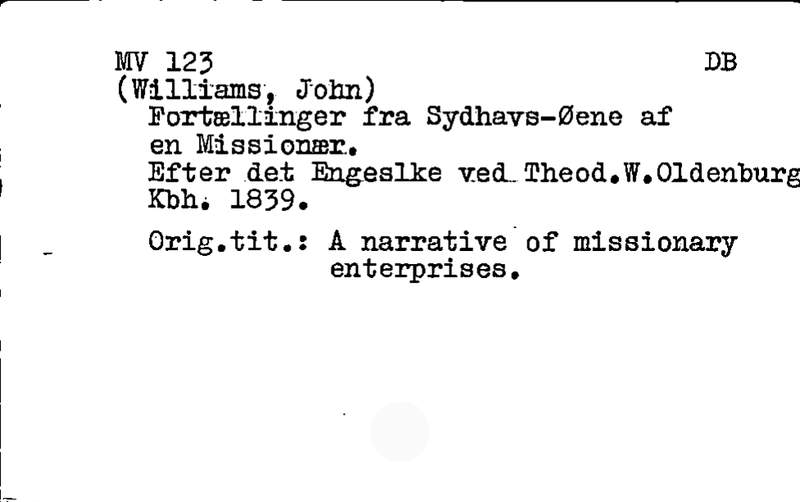 MV 123 DB
(Williams, John)
Fortællinger fra Sydhavs-Øene af
en Missionær.
Efter det Engeslke ved Theod.W.Oldenburg
Kbh. 1839.
Orig.tit.: A narrative of missionary
enterprises.